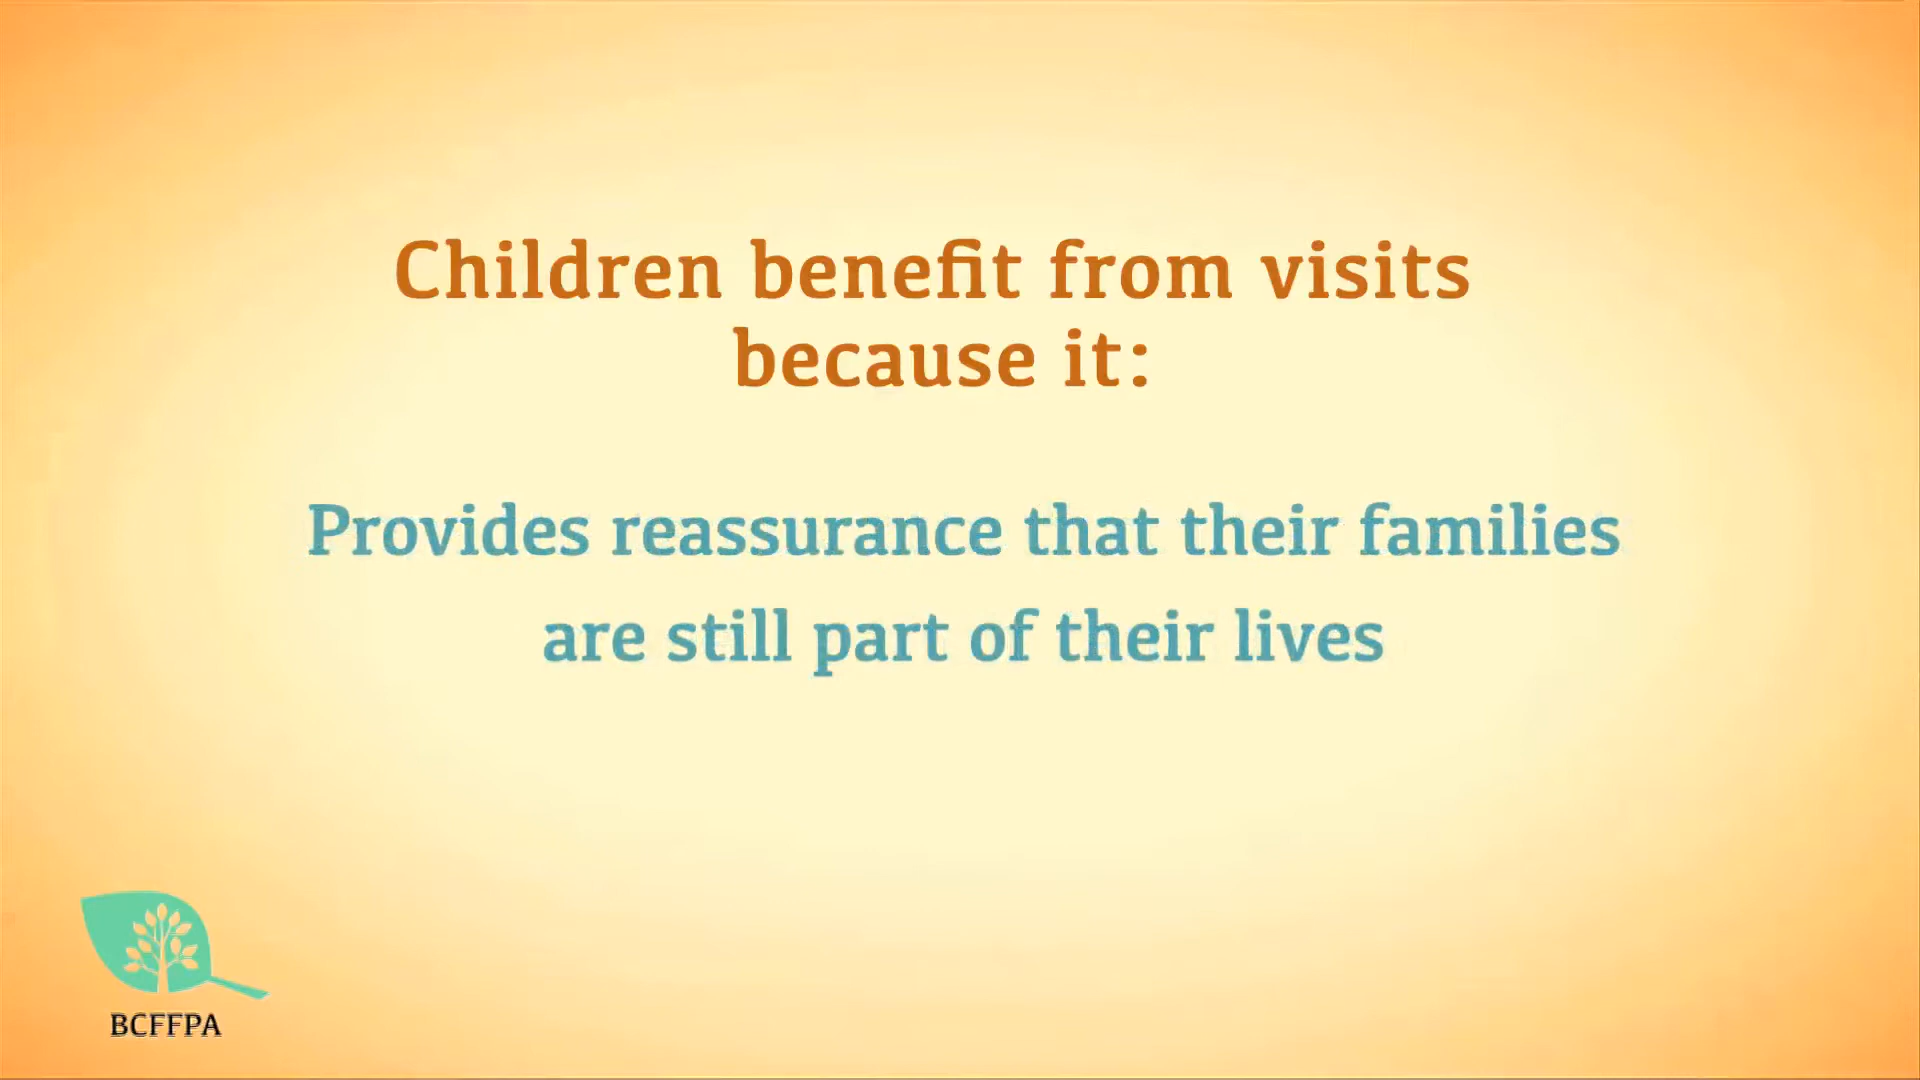 Children benefit from visits
because it:
Provides reassurance that their families
are still part of their lives
BCFFPA